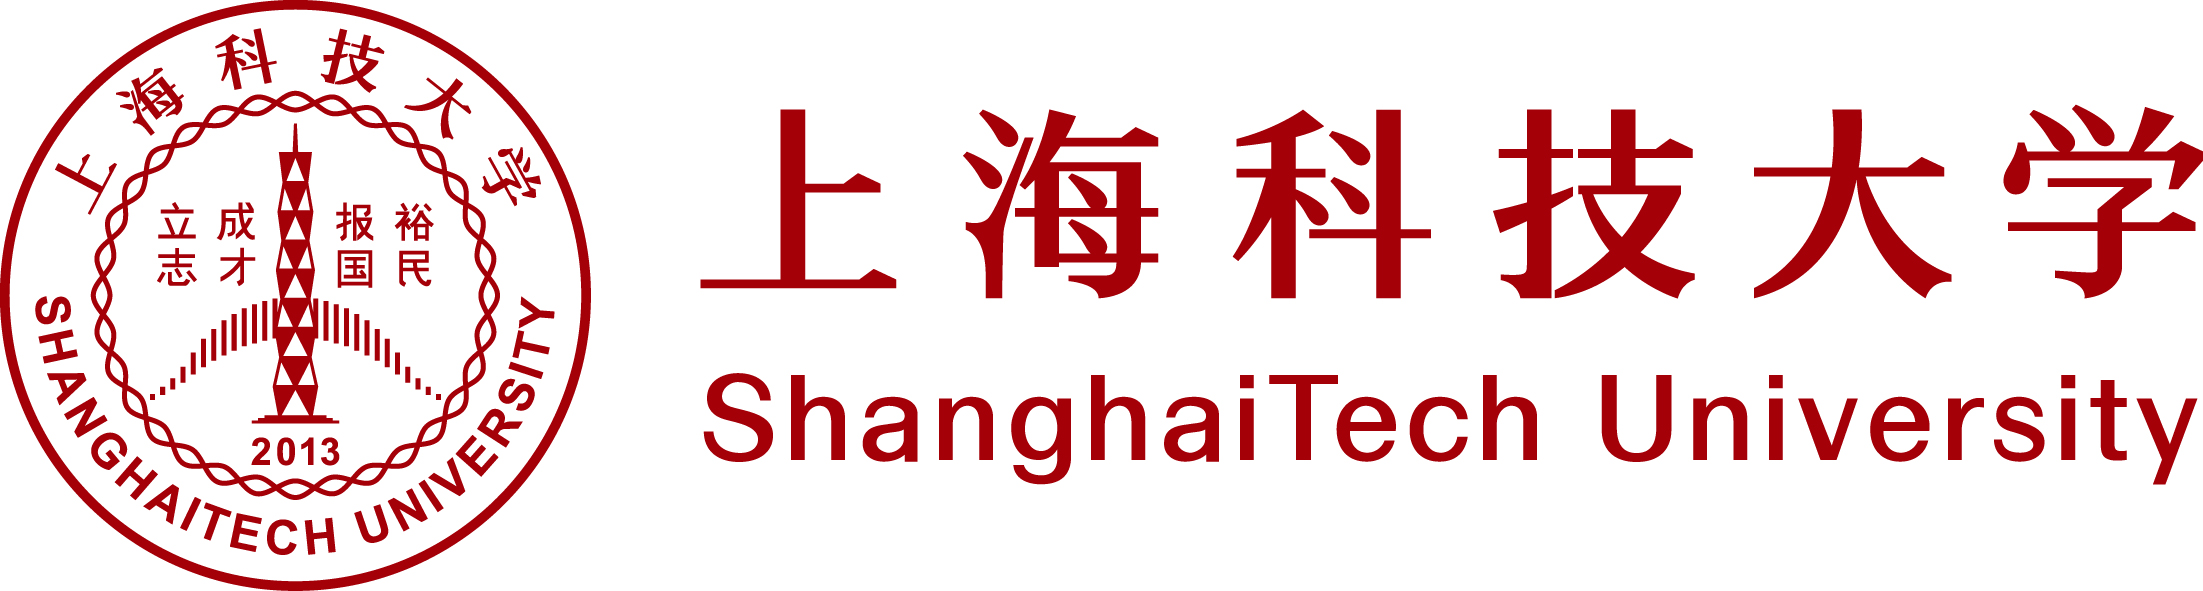 上海科技大学
立志 成才 报国 裕民
2013
SHANGHAITECH UNIVERSITY
上海科技大学
ShanghaiTech University